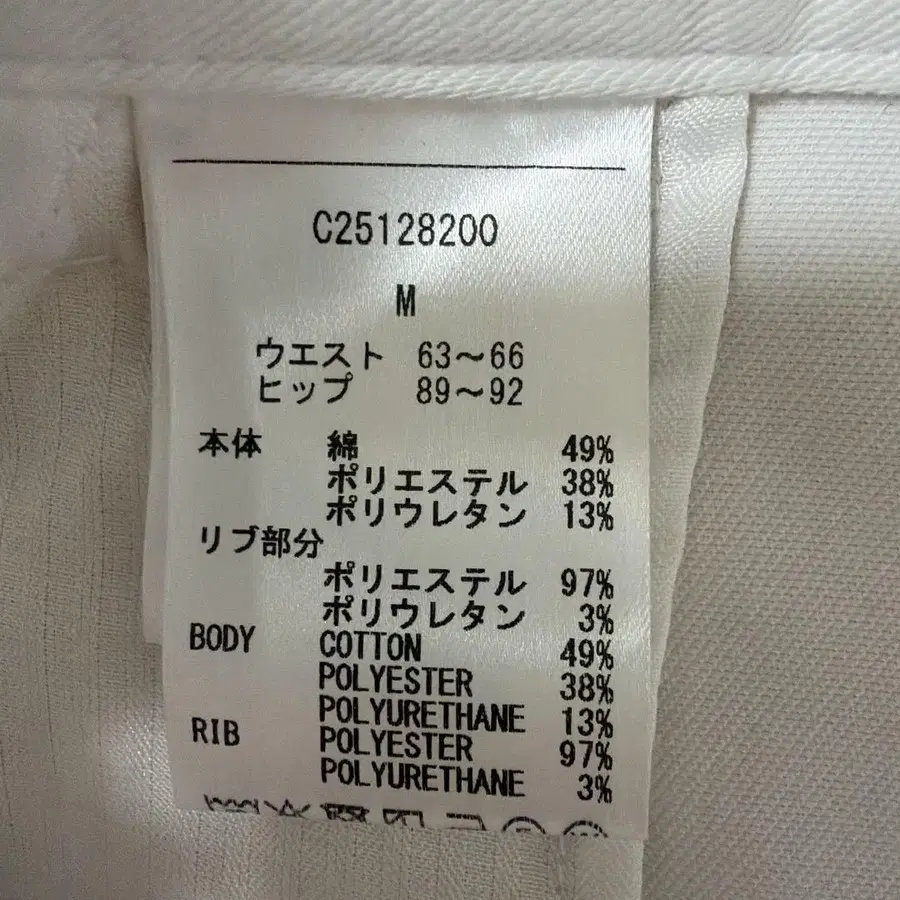 C25128200
M
ウエスト 63～66
ヒップ 89～92
本体 綿 49%
ポリエステル 38%
ポリウレタン 13%
リブ部分
ポリエステル 97%
ポリウレタン 3%
BODY COTTON 49%
POLYESTER 38%
POLYURETHANE 13%
RIB POLYESTER 97%
POLYURETHANE 3%